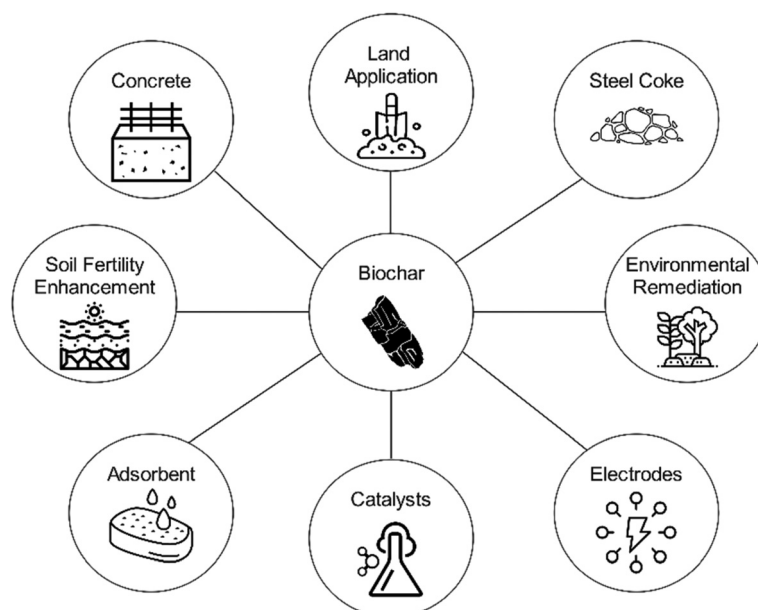 Concrete
Land
Application
Steel Coke
Soil Fertility
Enhancement
Biochar
Environmental
Remediation
Adsorbent
Catalysts
Electrodes